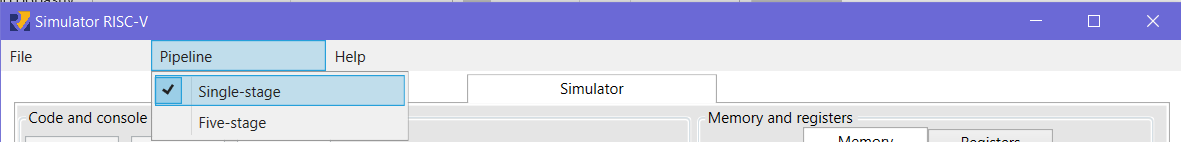 Simulator RISC-V
File Pipeline Help
Single-stage
Five-stage
Simulator
Code and console
Memory and registers
Memory Registers